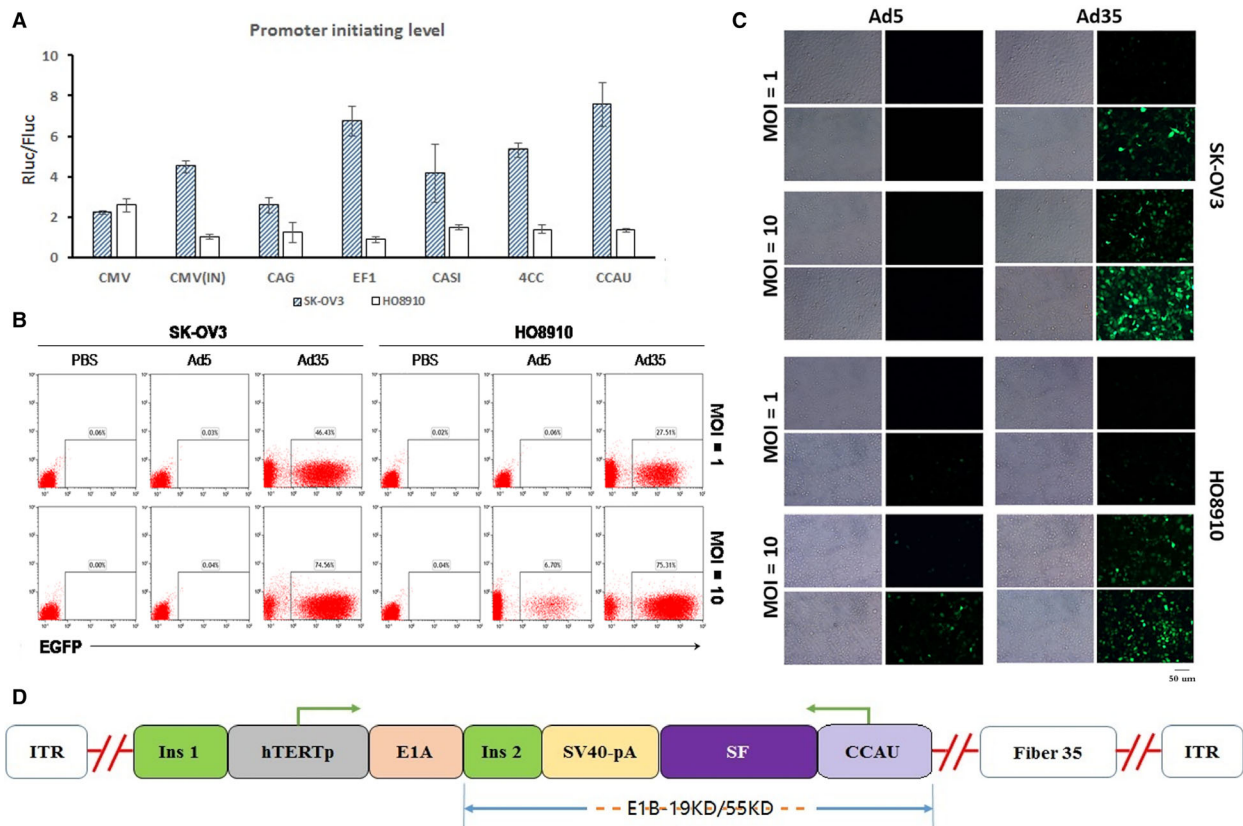 A
Promoter initiating level
10
8
6
4
2
0
Rluc/Fluc
CMV CMV(IN) CAG EF1 CASI 4CC CCAU
SK-OV3 HO8910
B
SK-OV3 HO8910
PBS Ad5 Ad35 PBS Ad5 Ad35
0.06% 0.03% 46.43% 0.02% 0.06% 27.51%
MOI = 1
0.00% 0.04% 74.56% 0.04% 6.70% 75.31%
MOI = 10
EGFP
C
Ad5 Ad35
MOI = 1
MOI = 10
SK-OV3
MOI = 1
MOI = 10
HO8910
50 um
D
ITR Ins 1 hTERTp E1A Ins 2 SV40-pA SF CCAU Fiber 35 ITR
E1B-19KD/55KD